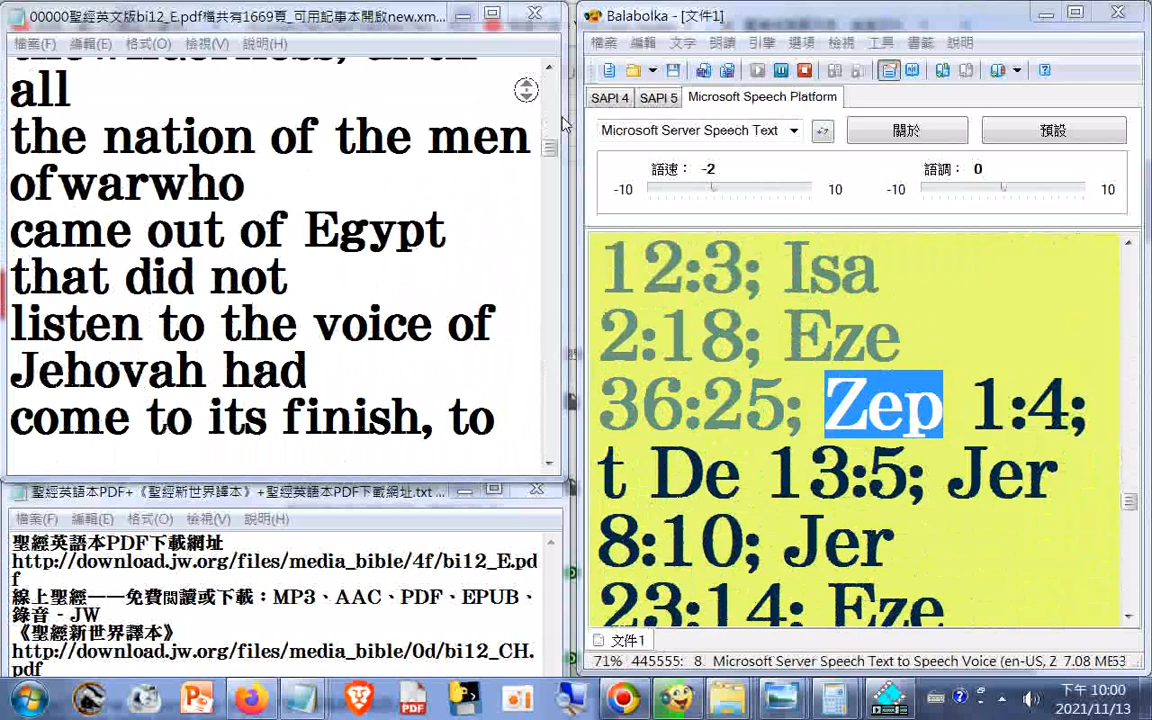 00000聖經英文版bi12_E.pdf檔共有1669頁_可用記事本開啟new.xm...
檔案(F) 編輯(E) 格式(O) 檢視(V) 說明(H)
all
the nation of the men
ofwarwho
came out of Egypt
that did not
listen to the voice of
Jehovah had
come to its finish, to
聖經英語本PDF+《聖經新世界譯本》+聖經英語本PDF下載網址.txt ...
檔案(F) 編輯(E) 格式(O) 檢視(V) 說明(H)
聖經英語本PDF下載網址
http://download.jw.org/files/media_bible/4f/bi12_E.pd
f
線上聖經——免費閱讀或下載：MP3、AAC、PDF、EPUB、
錄音 - JW
《聖經新世界譯本》
http://download.jw.org/files/media_bible/0d/bi12_CH.
pdf
Balabolka - [文件1]
檔案 編輯 文字 朗讀 引擎 選項 檢視 工具 書籤 說明
SAPI 4 SAPI 5 Microsoft Speech Platform
Microsoft Server Speech Text 關於 預設
語速： -2 語調： 0
-10 10 -10 10
12:3; Isa
2:18; Eze
36:25; Zep 1:4;
t De 13:5; Jer
8:10; Jer
23:14; Eze
文件1
71% 445555: 8 Microsoft Server Speech Text to Speech Voice (en-US, Z 7.08 ME53
PDF
下午 10:00
2021/11/13